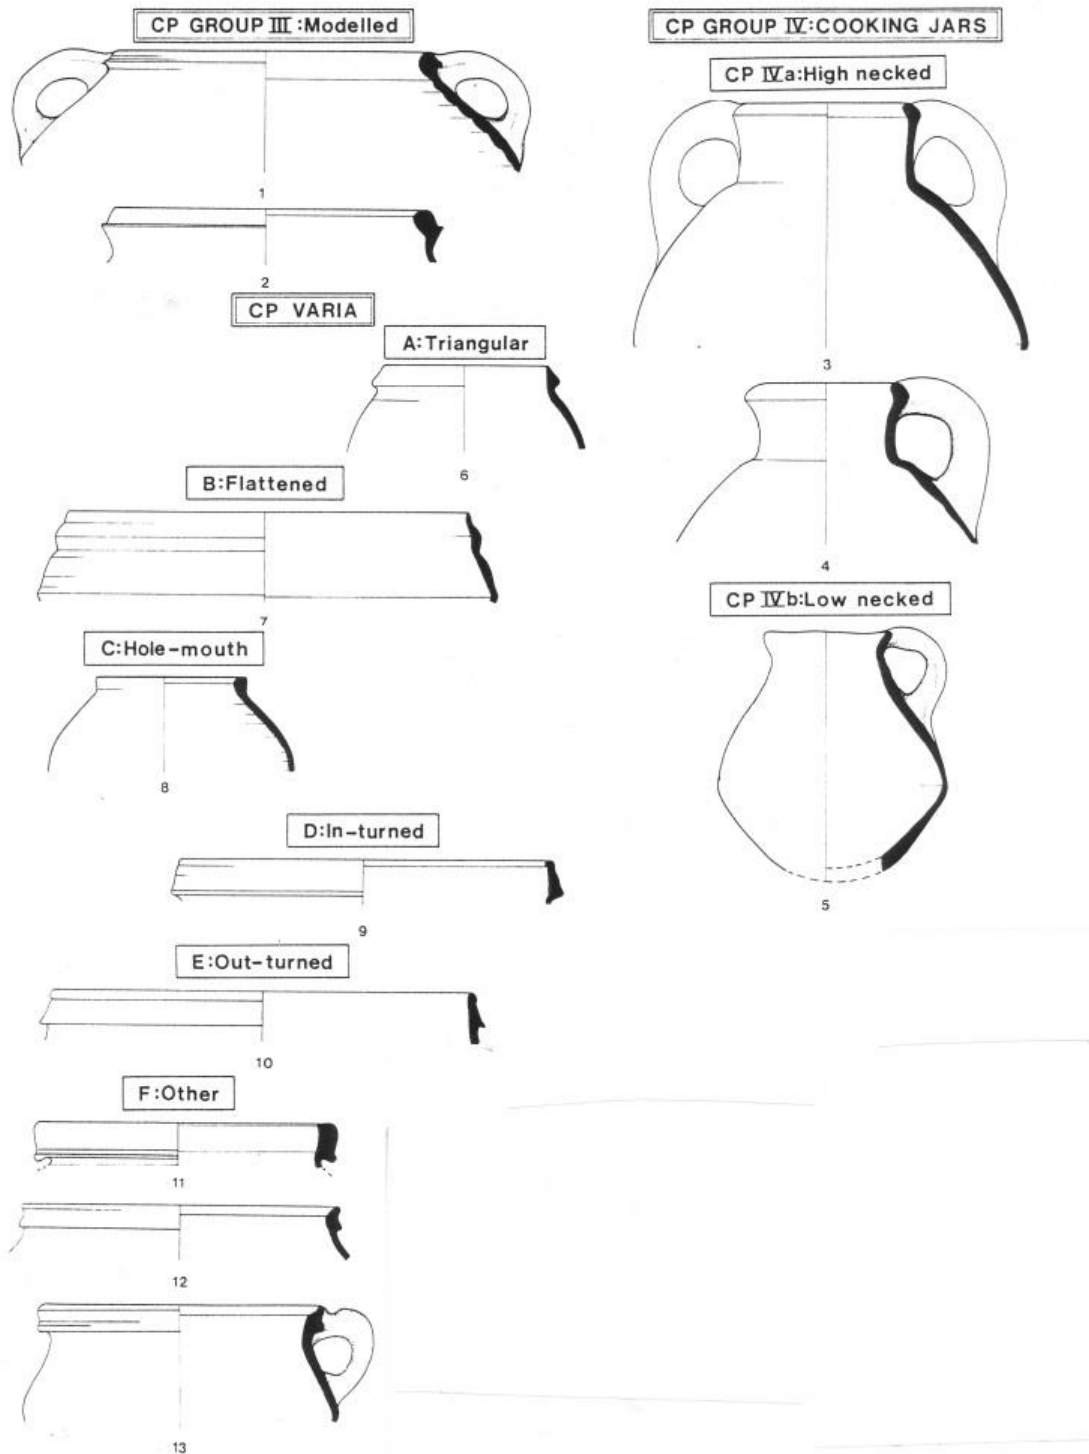 CP GROUP III:Modelled
1
2
CP VARIA
A:Triangular
6
B:Flattened
7
C:Hole-mouth
8
D:In-turned
9
E:Out-turned
10
F:Other
11
12
13
CP GROUP IV:COOKING JARS
CP IVa:High necked
3
4
CP IVb:Low necked
5